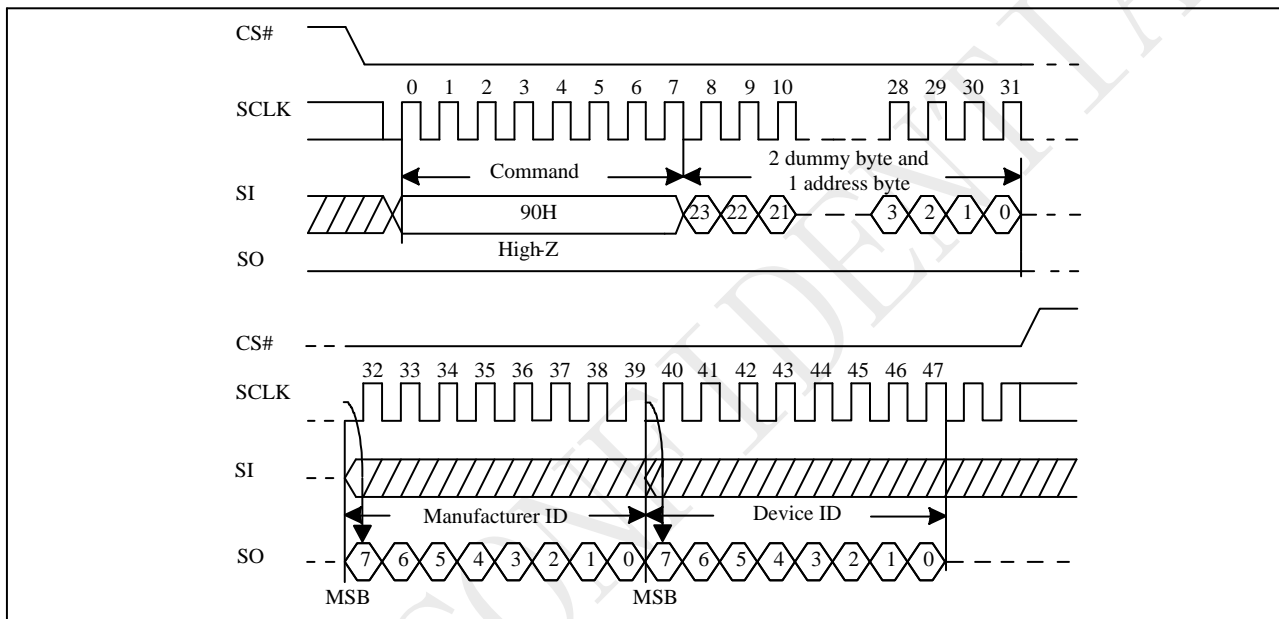 CS#
0 1 2 3 4 5 6 7 8 9 10 28 29 30 31
SCLK
Command
2 dummy byte and
1 address byte
SI
90H
23 22 21 3 2 1 0
High-Z
SO
CS#
32 33 34 35 36 37 38 39 40 41 42 43 44 45 46 47
SCLK
SI
Manufacturer ID Device ID
SO
7 6 5 4 3 2 1 0 7 6 5 4 3 2 1 0
MSB MSB